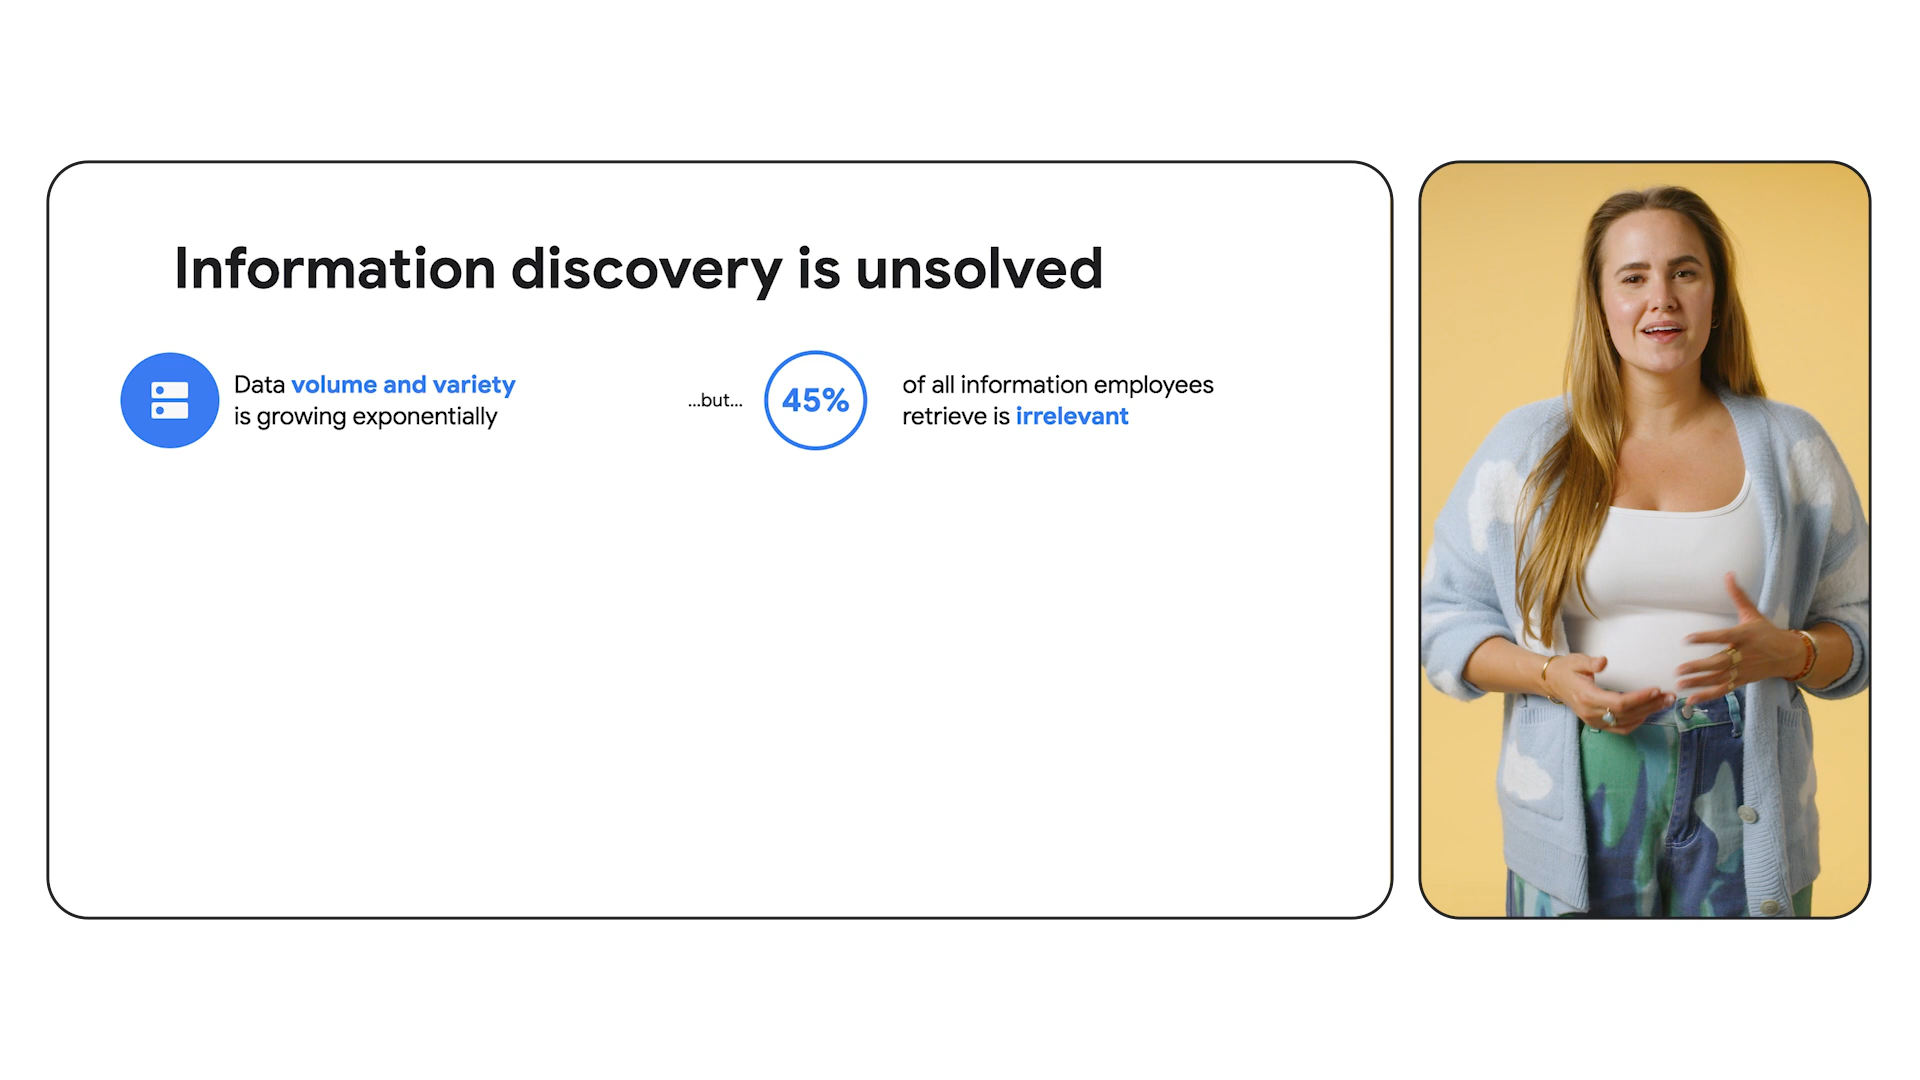 Information discovery is unsolved
Data volume and variety
is growing exponentially
...but...
45%
of all information employees
retrieve is irrelevant